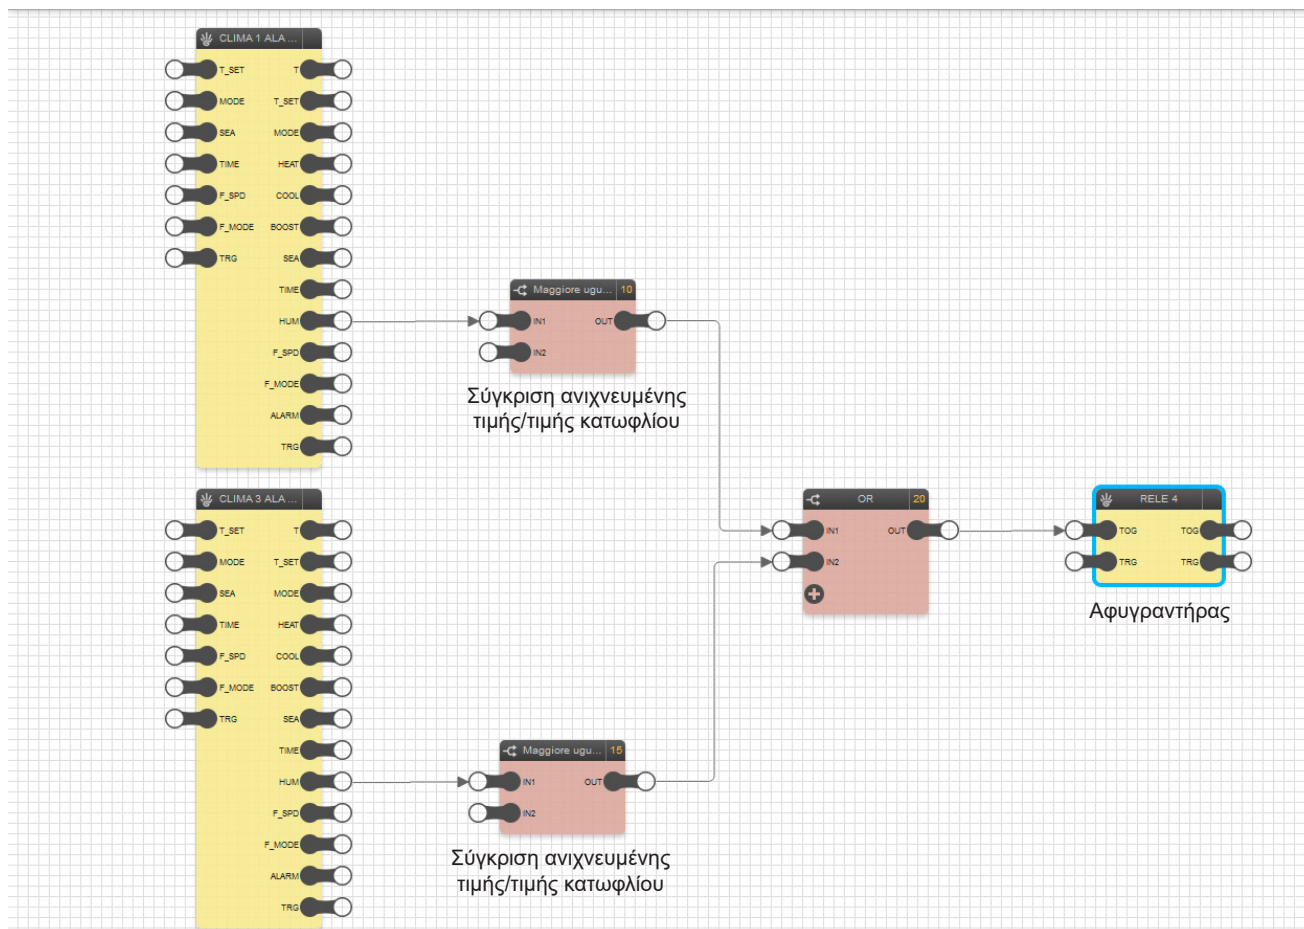 CLIMA 1 ALA ...
T_SET T
MODE T_SET
SEA MODE
TIME HEAT
F_SPD COOL
F_MODE BOOST
TRG SEA
TIME
HUM
F_SPD
F_MODE
ALARM
TRG
Maggiore ugu... 10
IN1 OUT
IN2
Σύγκριση ανιχνευμένης
τιμής/τιμής κατωφλίου
CLIMA 3 ALA ...
T_SET T
MODE T_SET
SEA MODE
TIME HEAT
F_SPD COOL
F_MODE BOOST
TRG SEA
TIME
HUM
F_SPD
F_MODE
ALARM
TRG
Maggiore ugu... 15
IN1 OUT
IN2
Σύγκριση ανιχνευμένης
τιμής/τιμής κατωφλίου
OR 20
IN1 OUT
IN2
RELE 4
TOG TOG
TRG TRG
Αφυγραντήρας